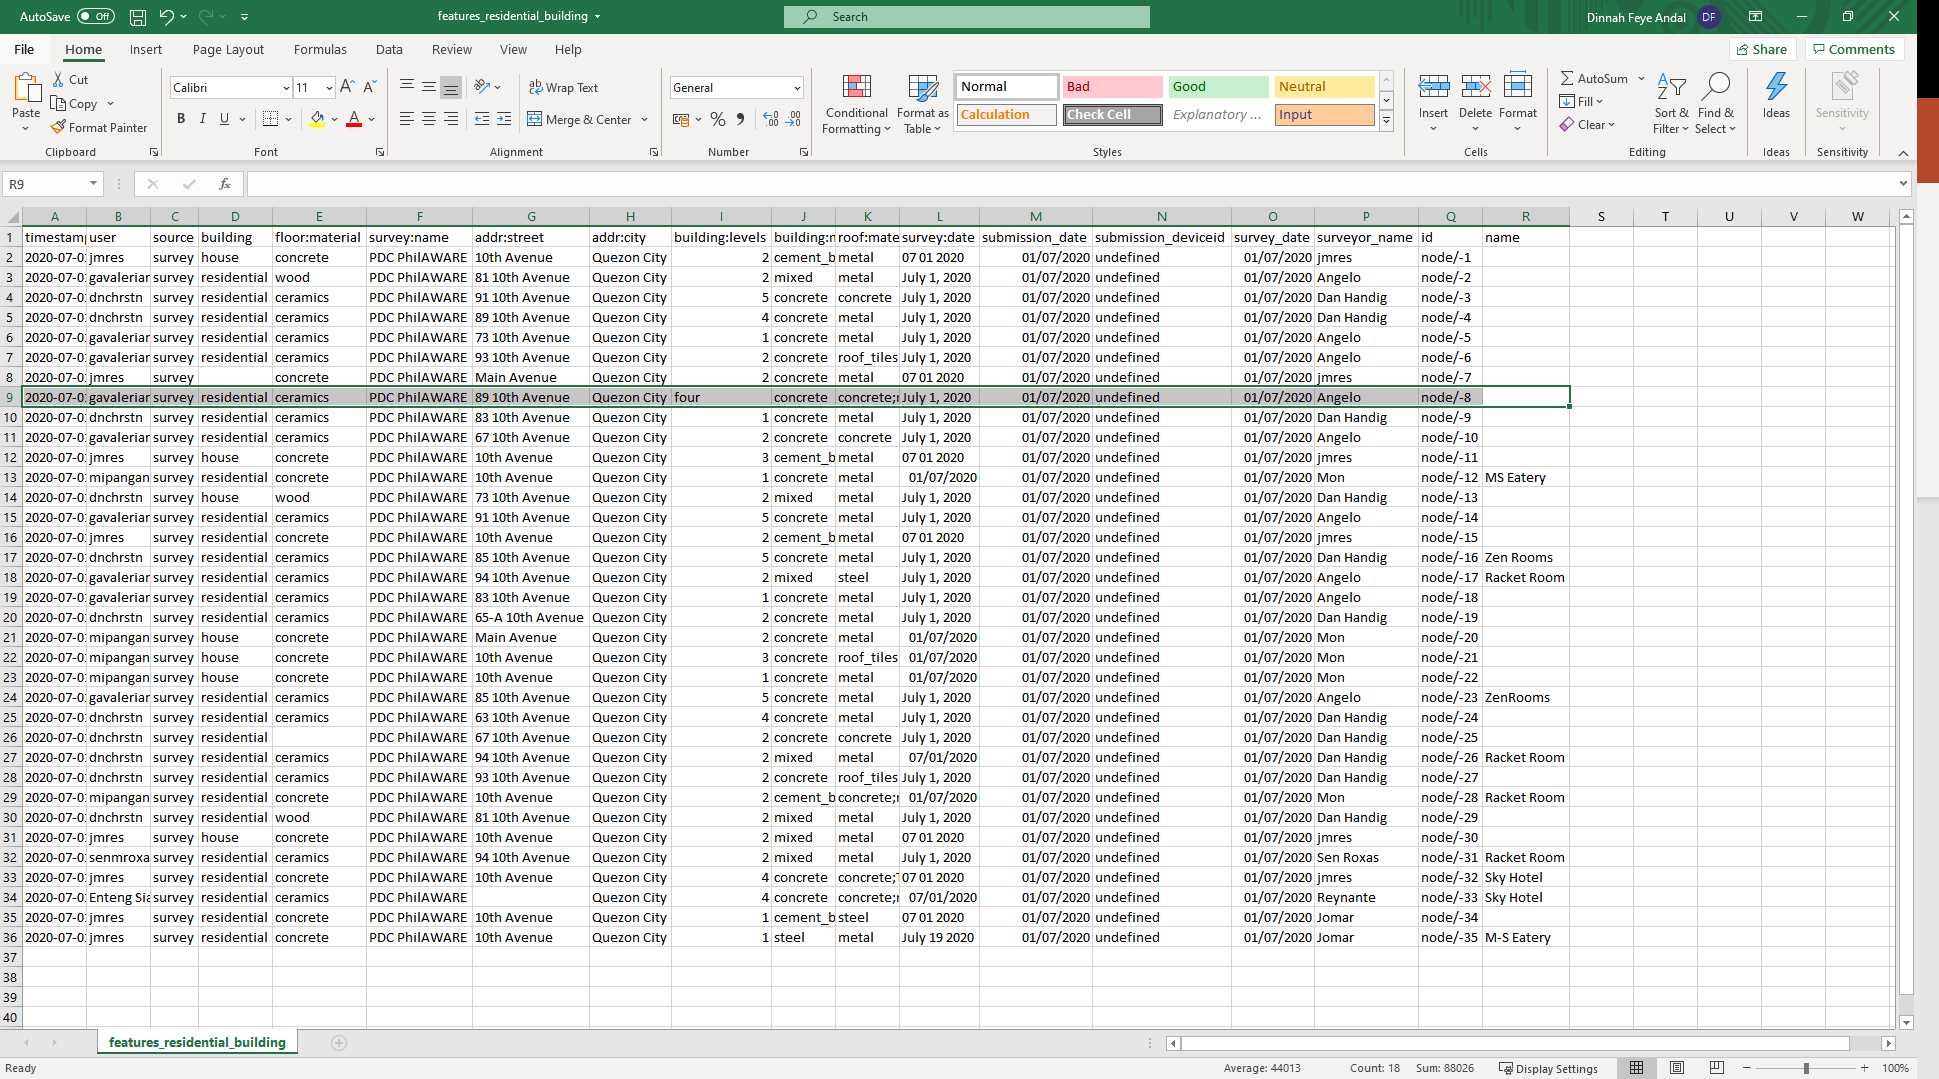 AutoSave Off features_residential_building Search Dinnah Feye Andal DF
File Home Insert Page Layout Formulas Data Review View Help Share Comments
Paste Cut Copy Format Painter Clipboard
Calibri 11 B I U Font
Wrap Text Merge & Center Alignment
General % Number
Conditional Formatting Format as Table
Normal Bad Good Neutral
Calculation Check Cell Explanatory ... Input
Styles
Insert Delete Format Cells
AutoSum Fill Clear Sort & Filter Find & Select Editing
Ideas Ideas
Sensitivity Sensitivity
R9 fx
A B C D E F G H I J K L M N O P Q R S T U V W
1 timestam user source building floor:material survey:name addr:street addr:city building:levels building:m roof:mate survey:date submission_date submission_deviceid survey_date surveyor_name id name
2 2020-07-01 jmres survey house concrete PDC PhilAWARE 10th Avenue Quezon City 2 cement_b metal 07 01 2020 01/07/2020 undefined 01/07/2020 jmres node/-1
3 2020-07-01 gavalerian survey residential wood PDC PhilAWARE 81 10th Avenue Quezon City 2 mixed metal July 1, 2020 01/07/2020 undefined 01/07/2020 Angelo node/-2
4 2020-07-01 dnchrstn survey residential ceramics PDC PhilAWARE 91 10th Avenue Quezon City 5 concrete concrete July 1, 2020 01/07/2020 undefined 01/07/2020 Dan Handig node/-3
5 2020-07-01 dnchrstn survey residential ceramics PDC PhilAWARE 89 10th Avenue Quezon City 4 concrete metal July 1, 2020 01/07/2020 undefined 01/07/2020 Dan Handig node/-4
6 2020-07-01 gavalerian survey residential ceramics PDC PhilAWARE 73 10th Avenue Quezon City 1 concrete metal July 1, 2020 01/07/2020 undefined 01/07/2020 Angelo node/-5
7 2020-07-01 gavalerian survey residential ceramics PDC PhilAWARE 93 10th Avenue Quezon City 2 concrete roof_tiles July 1, 2020 01/07/2020 undefined 01/07/2020 Angelo node/-6
8 2020-07-01 jmres survey concrete PDC PhilAWARE Main Avenue Quezon City 2 concrete metal 07 01 2020 01/07/2020 undefined 01/07/2020 jmres node/-7
9 2020-07-01 gavalerian survey residential ceramics PDC PhilAWARE 89 10th Avenue Quezon City four concrete concrete; July 1, 2020 01/07/2020 undefined 01/07/2020 Angelo node/-8
10 2020-07-01 dnchrstn survey residential ceramics PDC PhilAWARE 83 10th Avenue Quezon City 1 concrete metal July 1, 2020 01/07/2020 undefined 01/07/2020 Dan Handig node/-9
11 2020-07-01 gavalerian survey residential ceramics PDC PhilAWARE 67 10th Avenue Quezon City 2 concrete concrete July 1, 2020 01/07/2020 undefined 01/07/2020 Angelo node/-10
12 2020-07-01 jmres survey house concrete PDC PhilAWARE 10th Avenue Quezon City 3 cement_b metal 07 01 2020 01/07/2020 undefined 01/07/2020 jmres node/-11
13 2020-07-01 mipangan survey residential concrete PDC PhilAWARE 10th Avenue Quezon City 1 concrete metal 01/07/2020 01/07/2020 undefined 01/07/2020 Mon node/-12 MS Eatery
14 2020-07-01 dnchrstn survey house wood PDC PhilAWARE 73 10th Avenue Quezon City 2 mixed metal July 1, 2020 01/07/2020 undefined 01/07/2020 Dan Handig node/-13
15 2020-07-01 gavalerian survey residential ceramics PDC PhilAWARE 91 10th Avenue Quezon City 5 concrete metal July 1, 2020 01/07/2020 undefined 01/07/2020 Angelo node/-14
16 2020-07-01 jmres survey residential concrete PDC PhilAWARE 10th Avenue Quezon City 2 cement_b metal 07 01 2020 01/07/2020 undefined 01/07/2020 jmres node/-15
17 2020-07-01 dnchrstn survey residential ceramics PDC PhilAWARE 85 10th Avenue Quezon City 5 concrete metal July 1, 2020 01/07/2020 undefined 01/07/2020 Dan Handig node/-16 Zen Rooms
18 2020-07-01 gavalerian survey residential ceramics PDC PhilAWARE 94 10th Avenue Quezon City 2 mixed steel July 1, 2020 01/07/2020 undefined 01/07/2020 Angelo node/-17 Racket Room
19 2020-07-01 gavalerian survey residential ceramics PDC PhilAWARE 83 10th Avenue Quezon City 1 concrete metal July 1, 2020 01/07/2020 undefined 01/07/2020 Angelo node/-18
20 2020-07-01 dnchrstn survey residential ceramics PDC PhilAWARE 65-A 10th Avenue Quezon City 2 concrete metal July 1, 2020 01/07/2020 undefined 01/07/2020 Dan Handig node/-19
21 2020-07-01 mipangan survey house concrete PDC PhilAWARE Main Avenue Quezon City 2 concrete metal 01/07/2020 01/07/2020 undefined 01/07/2020 Mon node/-20
22 2020-07-01 mipangan survey house concrete PDC PhilAWARE 10th Avenue Quezon City 3 concrete roof_tiles 01/07/2020 01/07/2020 undefined 01/07/2020 Mon node/-21
23 2020-07-01 mipangan survey house concrete PDC PhilAWARE 10th Avenue Quezon City 1 concrete metal 01/07/2020 01/07/2020 undefined 01/07/2020 Mon node/-22
24 2020-07-01 gavalerian survey residential ceramics PDC PhilAWARE 85 10th Avenue Quezon City 5 concrete metal July 1, 2020 01/07/2020 undefined 01/07/2020 Angelo node/-23 ZenRooms
25 2020-07-01 dnchrstn survey residential ceramics PDC PhilAWARE 63 10th Avenue Quezon City 4 concrete metal July 1, 2020 01/07/2020 undefined 01/07/2020 Dan Handig node/-24
26 2020-07-01 dnchrstn survey residential PDC PhilAWARE 67 10th Avenue Quezon City 2 concrete concrete July 1, 2020 01/07/2020 undefined 01/07/2020 Dan Handig node/-25
27 2020-07-01 dnchrstn survey residential ceramics PDC PhilAWARE 94 10th Avenue Quezon City 2 mixed metal 07/01/2020 01/07/2020 undefined 01/07/2020 Dan Handig node/-26 Racket Room
28 2020-07-01 dnchrstn survey residential ceramics PDC PhilAWARE 93 10th Avenue Quezon City 2 concrete roof_tiles July 1, 2020 01/07/2020 undefined 01/07/2020 Dan Handig node/-27
29 2020-07-01 mipangan survey residential concrete PDC PhilAWARE 10th Avenue Quezon City 2 cement_b concrete; 01/07/2020 01/07/2020 undefined 01/07/2020 Mon node/-28 Racket Room
30 2020-07-01 dnchrstn survey residential wood PDC PhilAWARE 81 10th Avenue Quezon City 2 mixed metal July 1, 2020 01/07/2020 undefined 01/07/2020 Dan Handig node/-29
31 2020-07-01 jmres survey house concrete PDC PhilAWARE 10th Avenue Quezon City 2 mixed metal 07 01 2020 01/07/2020 undefined 01/07/2020 jmres node/-30
32 2020-07-01 senmroxa survey residential ceramics PDC PhilAWARE 94 10th Avenue Quezon City 2 mixed metal July 1, 2020 01/07/2020 undefined 01/07/2020 Sen Roxas node/-31 Racket Room
33 2020-07-01 jmres survey residential concrete PDC PhilAWARE 10th Avenue Quezon City 4 concrete concrete; 07 01 2020 01/07/2020 undefined 01/07/2020 jmres node/-32 Sky Hotel
34 2020-07-01 Enteng Sia survey residential ceramics PDC PhilAWARE Quezon City 4 concrete concrete; 07/01/2020 01/07/2020 undefined 01/07/2020 Reynante node/-33 Sky Hotel
35 2020-07-01 jmres survey residential concrete PDC PhilAWARE 10th Avenue Quezon City 1 cement_b steel 07 01 2020 01/07/2020 undefined 01/07/2020 Jomar node/-34
36 2020-07-01 jmres survey residential concrete PDC PhilAWARE 10th Avenue Quezon City 1 steel metal July 19 2020 01/07/2020 undefined 01/07/2020 Jomar node/-35 M-S Eatery
37
38
39
40
features_residential_building
Ready Average: 44013 Count: 18 Sum: 88026 Display Settings 100%